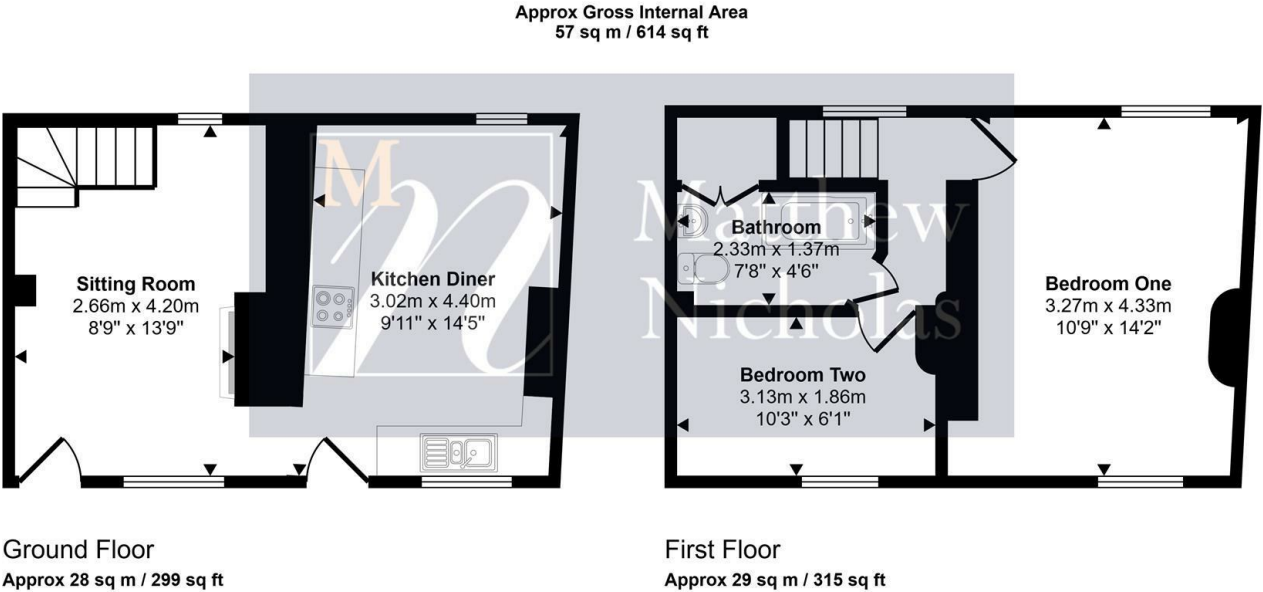 Approx Gross Internal Area
57 sq m / 614 sq ft
M
n
Matthew
Nicholas
Sitting Room
2.66m x 4.20m
8'9" x 13'9"
Kitchen Diner
3.02m x 4.40m
9'11" x 14'5"
Bathroom
2.33m x 1.37m
7'8" x 4'6"
Bedroom One
3.27m x 4.33m
10'9" x 14'2"
Bedroom Two
3.13m x 1.86m
10'3" x 6'1"
Ground Floor
Approx 28 sq m / 299 sq ft
First Floor
Approx 29 sq m / 315 sq ft